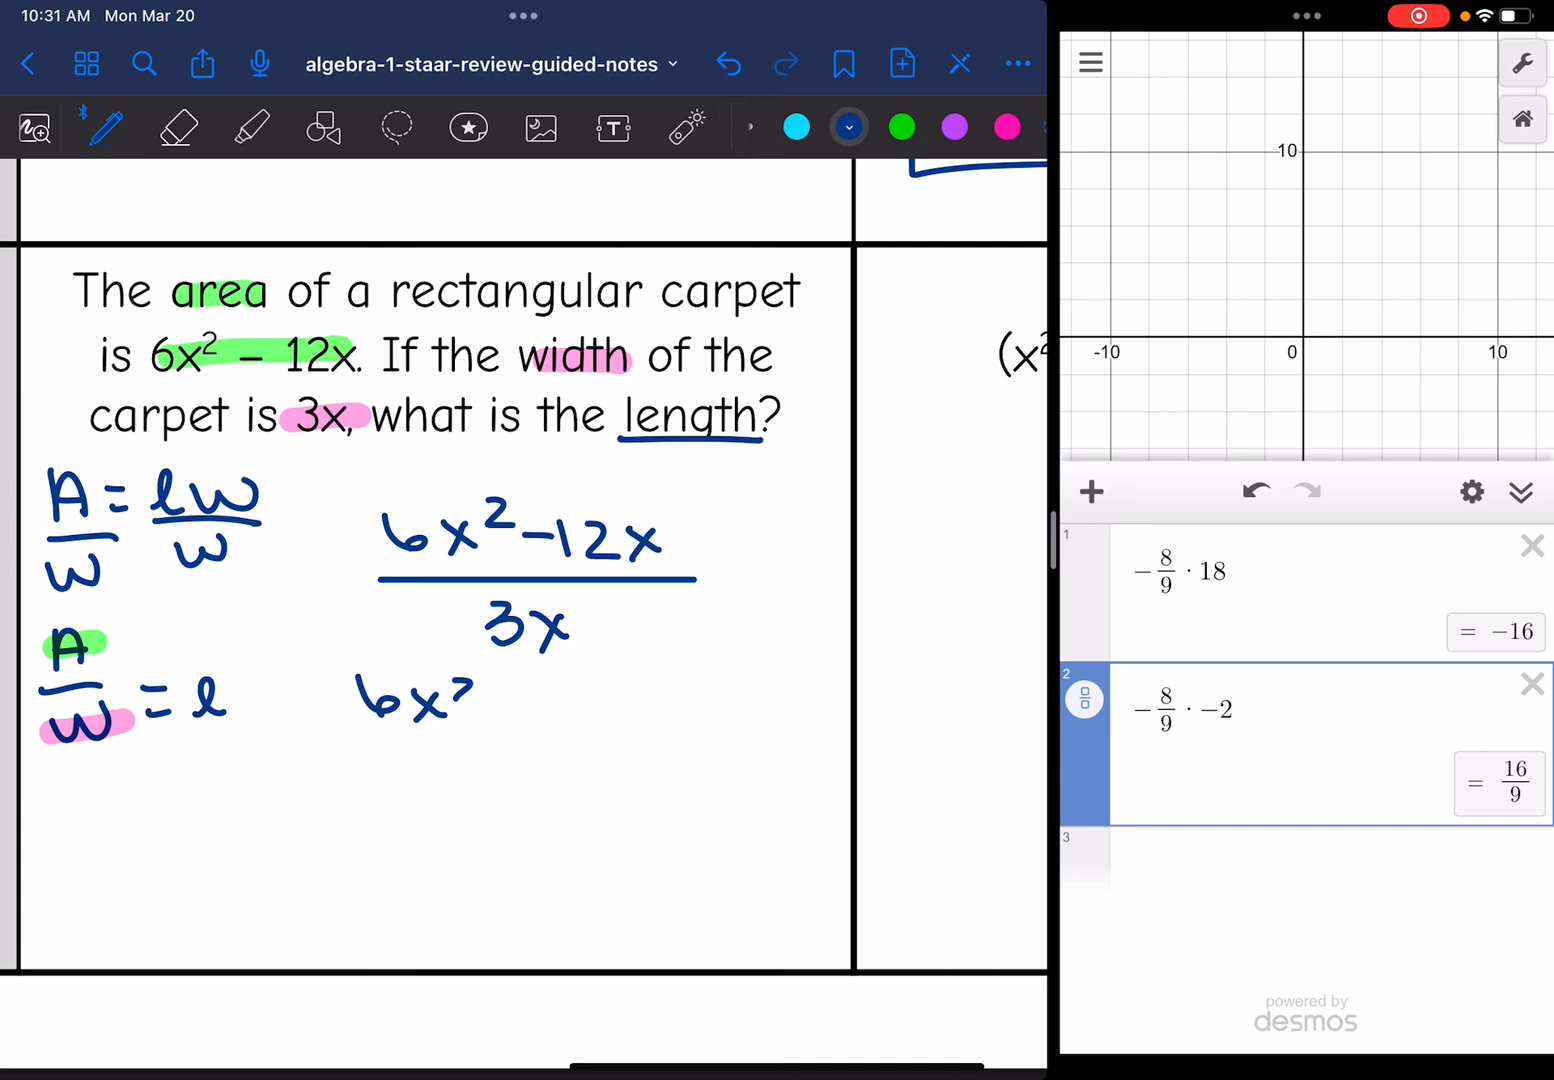 10:31 AM Mon Mar 20
algebra-1-staar-review-guided-notes
The area of a rectangular carpet
is 6x² – 12x. If the width of the
carpet is 3x, what is the length?
A = lw
w w
A
w = l
6x² -12x
3x
6x²
(x²
10
-10 0 10
1
-8/9 · 18
= -16
2
-8/9 · -2
= 16/9
3
powered by
desmos